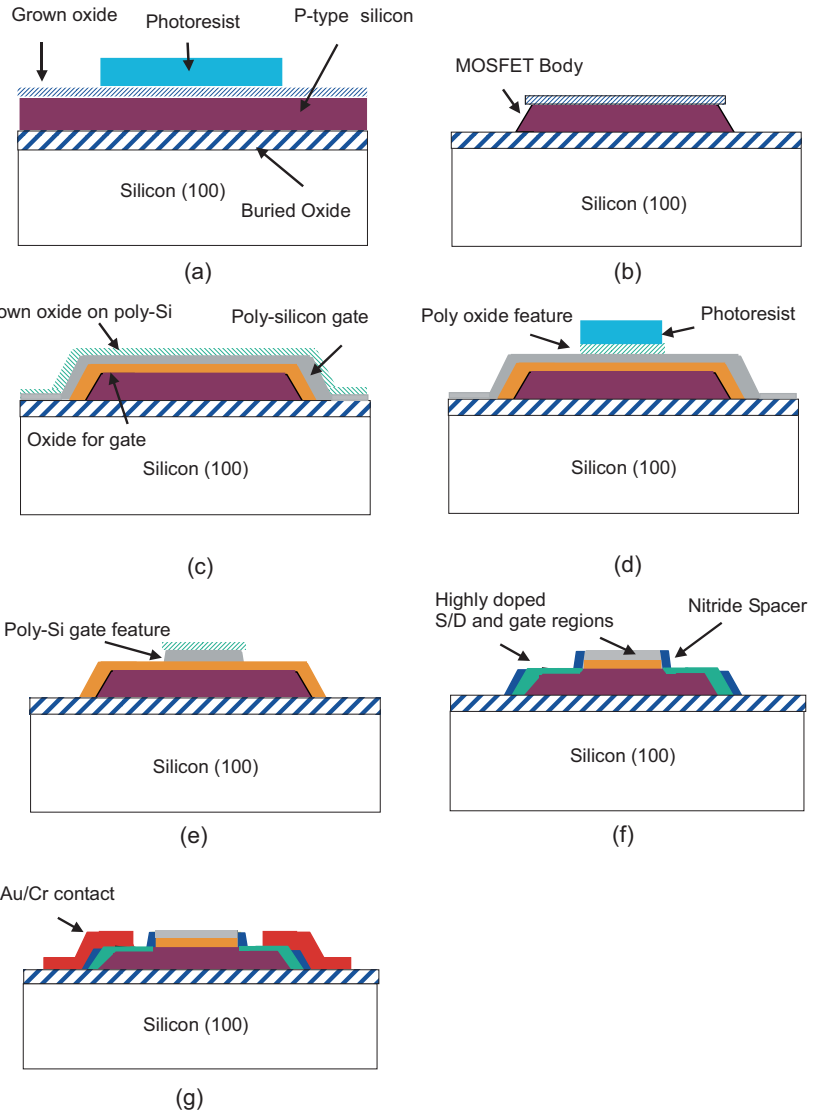 Grown oxide
Photoresist
P-type silicon
Silicon (100)
Buried Oxide
(a)
MOSFET Body
Silicon (100)
(b)
own oxide on poly-Si
Poly-silicon gate
Oxide for gate
Silicon (100)
(c)
Poly oxide feature
Photoresist
Silicon (100)
(d)
Poly-Si gate feature
Silicon (100)
(e)
Highly doped
S/D and gate regions
Nitride Spacer
Silicon (100)
(f)
Au/Cr contact
Silicon (100)
(g)